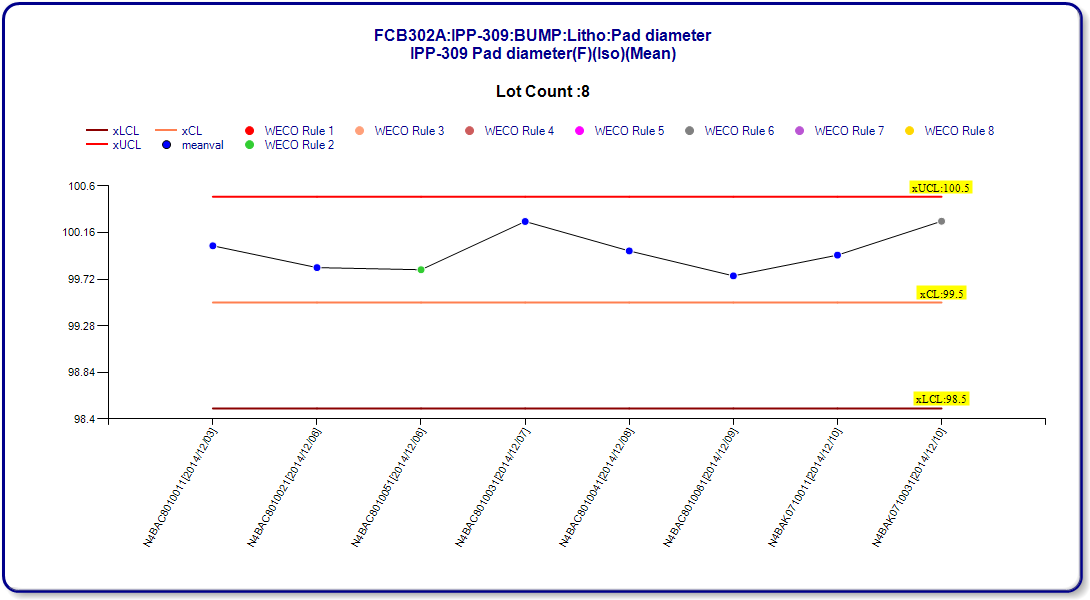 FCB302A:IPP-309:BUMP:Litho:Pad diameter
IPP-309 Pad diameter(F)(Iso)(Mean)
Lot Count :8
xLCL xCL WECO Rule 1 WECO Rule 3 WECO Rule 4 WECO Rule 5 WECO Rule 6 WECO Rule 7 WECO Rule 8
xUCL meanval WECO Rule 2
100.6
xUCL:100.5
100.16
99.72
xCL:99.5
99.28
98.84
xLCL:98.5
98.4
N4BAC8010011[2014/12/03]
N4BAC8010021[2014/12/06]
N4BAC8010051[2014/12/06]
N4BAC8010031[2014/12/07]
N4BAC8010041[2014/12/08]
N4BAC8010061[2014/12/09]
N4BAK0710011[2014/12/10]
N4BAK0710031[2014/12/10]